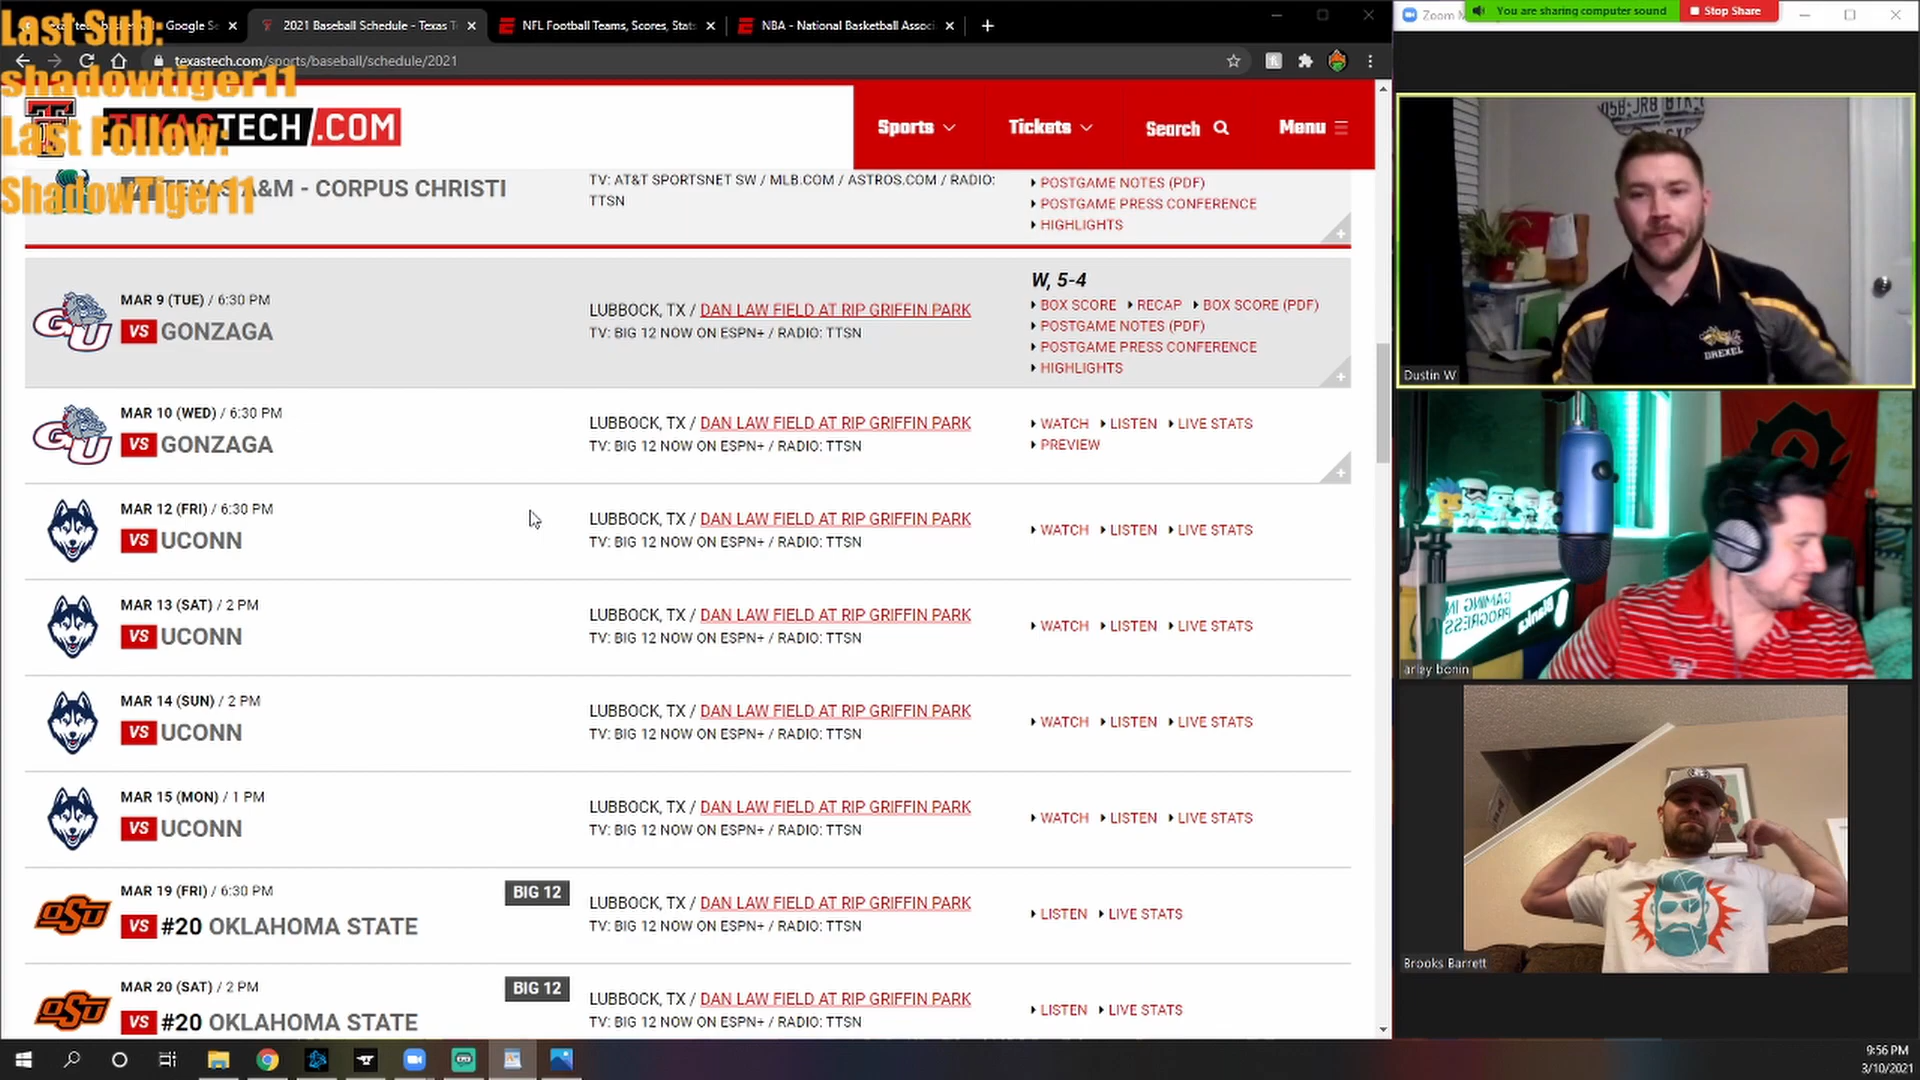 Last Sub:
shadowtiger11
Last Follow:
ShadowTiger11
Google Se
2021 Baseball Schedule - Texas T
NFL Football Teams, Scores, Stats
NBA - National Basketball Associ
texastech.com/sports/baseball/schedule/2021
TEXASTECH/.COM
Sports
Tickets
Search
Menu
TEXAS A&M - CORPUS CHRISTI
TV: AT&T SPORTSNET SW / MLB.COM / ASTROS.COM / RADIO:
TTSN
POSTGAME NOTES (PDF)
POSTGAME PRESS CONFERENCE
HIGHLIGHTS
MAR 9 (TUE) / 6:30 PM
VS GONZAGA
LUBBOCK, TX / DAN LAW FIELD AT RIP GRIFFIN PARK
TV: BIG 12 NOW ON ESPN+ / RADIO: TTSN
W, 5-4
BOX SCORE RECAP BOX SCORE (PDF)
POSTGAME NOTES (PDF)
POSTGAME PRESS CONFERENCE
HIGHLIGHTS
MAR 10 (WED) / 6:30 PM
VS GONZAGA
LUBBOCK, TX / DAN LAW FIELD AT RIP GRIFFIN PARK
TV: BIG 12 NOW ON ESPN+ / RADIO: TTSN
WATCH LISTEN LIVE STATS
PREVIEW
MAR 12 (FRI) / 6:30 PM
VS UCONN
LUBBOCK, TX / DAN LAW FIELD AT RIP GRIFFIN PARK
TV: BIG 12 NOW ON ESPN+ / RADIO: TTSN
WATCH LISTEN LIVE STATS
MAR 13 (SAT) / 2 PM
VS UCONN
LUBBOCK, TX / DAN LAW FIELD AT RIP GRIFFIN PARK
TV: BIG 12 NOW ON ESPN+ / RADIO: TTSN
WATCH LISTEN LIVE STATS
MAR 14 (SUN) / 2 PM
VS UCONN
LUBBOCK, TX / DAN LAW FIELD AT RIP GRIFFIN PARK
TV: BIG 12 NOW ON ESPN+ / RADIO: TTSN
WATCH LISTEN LIVE STATS
MAR 15 (MON) / 1 PM
VS UCONN
LUBBOCK, TX / DAN LAW FIELD AT RIP GRIFFIN PARK
TV: BIG 12 NOW ON ESPN+ / RADIO: TTSN
WATCH LISTEN LIVE STATS
MAR 19 (FRI) / 6:30 PM
VS #20 OKLAHOMA STATE
BIG 12
LUBBOCK, TX / DAN LAW FIELD AT RIP GRIFFIN PARK
TV: BIG 12 NOW ON ESPN+ / RADIO: TTSN
LISTEN LIVE STATS
MAR 20 (SAT) / 2 PM
VS #20 OKLAHOMA STATE
BIG 12
LUBBOCK, TX / DAN LAW FIELD AT RIP GRIFFIN PARK
TV: BIG 12 NOW ON ESPN+ / RADIO: TTSN
LISTEN LIVE STATS
Zoom
You are sharing computer sound
Stop Share
DREXEL
Dustin W
GAMING IN
PROGRESS
Blanks
arley bonin
Brooks Barrett
9:56 PM
3/10/2021